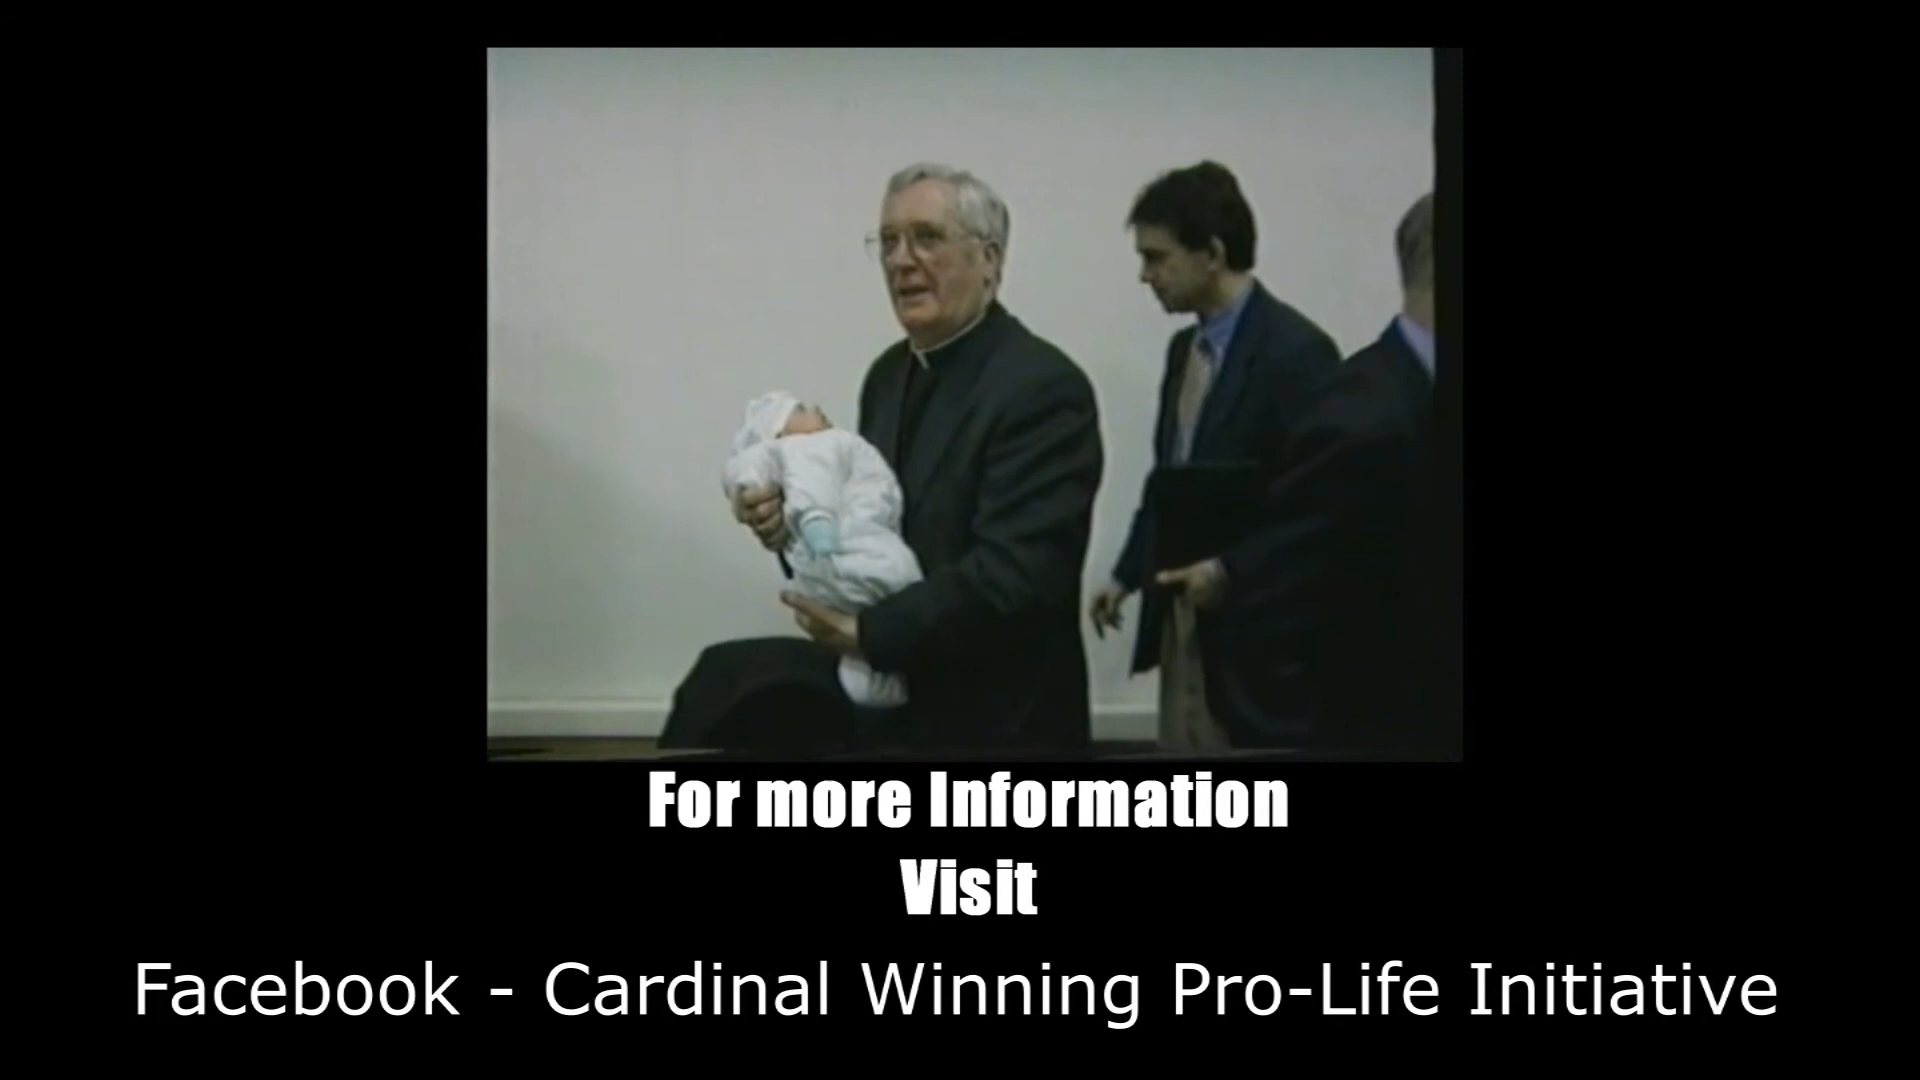 For more Information
Visit
Facebook - Cardinal Winning Pro-Life Initiative